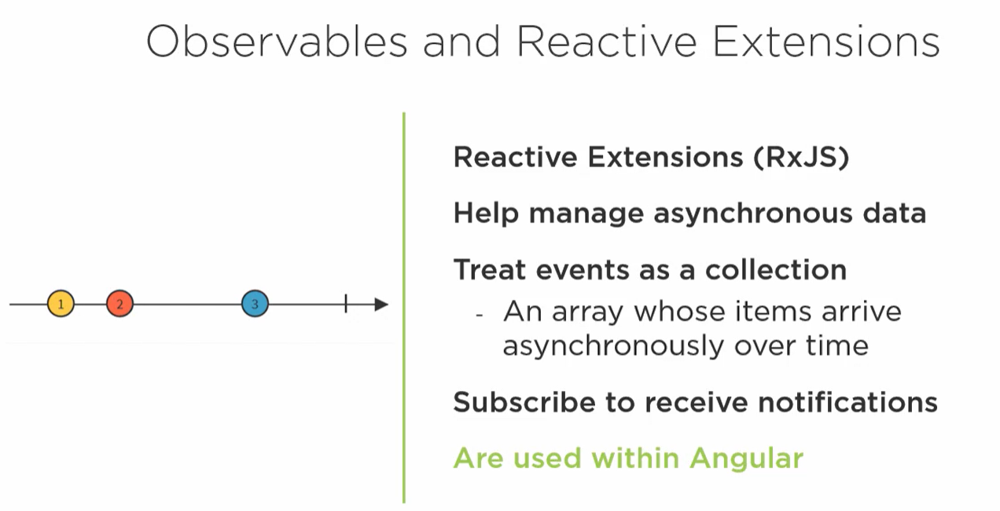 Observables and Reactive Extensions
1 2 3
Reactive Extensions (RxJS)
Help manage asynchronous data
Treat events as a collection
- An array whose items arrive
asynchronously over time
Subscribe to receive notifications
Are used within Angular